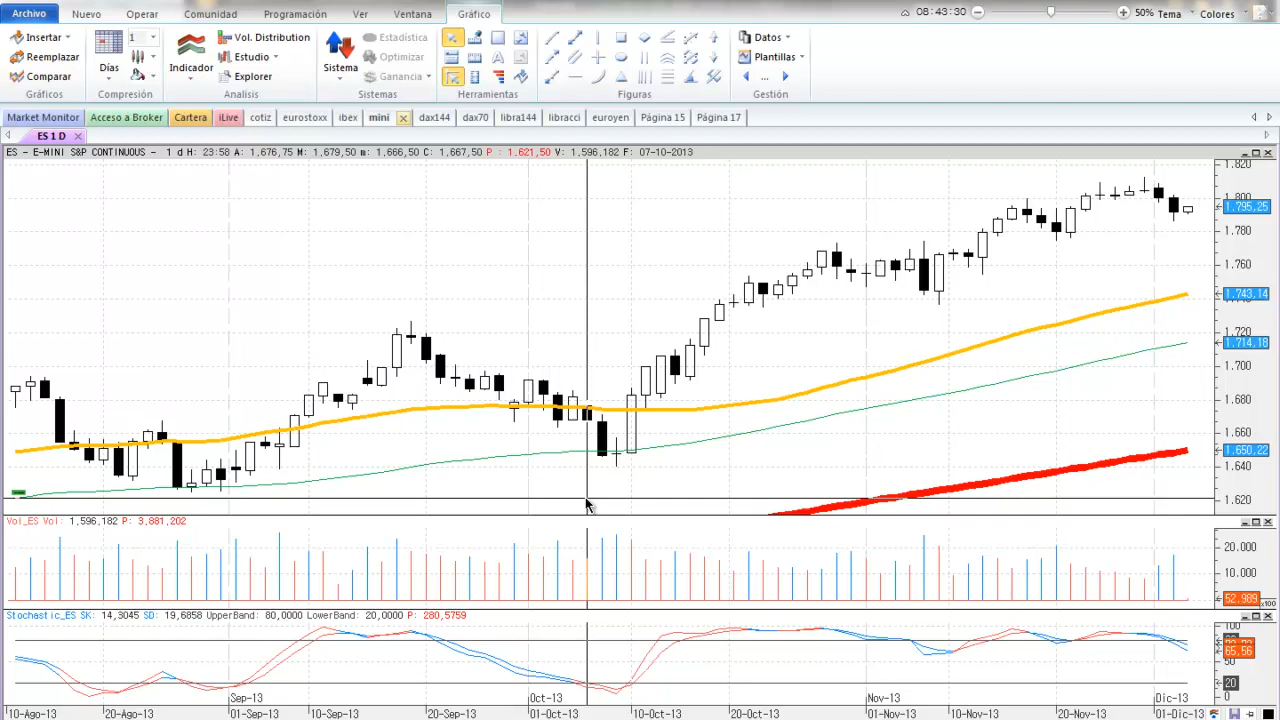 Archivo Nuevo Operar Comunidad Programación Ver Ventana Gráfico 08:43:30 50% Tema Colores
Insertar 1 Vol. Distribution Estadística Datos
Reemplazar Estudio Optimizar Plantillas
Comparar Días Indicador Explorer Sistema Ganancia ...
Gráficos Compresión Analisis Sistemas Herramientas Figuras Gestión
Market Monitor Acceso a Broker Cartera iLive cotiz eurostoxx ibex mini dax144 dax70 libra144 libracci euroyen Página 15 Página 17
ES 1 D
ES - E-MINI S&P CONTINUOUS - 1 d H: 23:58 A: 1,676,75 M: 1,679,50 m: 1,666,50 C: 1,667,50 P : 1.621,50 V: 1,596,182 F: 07-10-2013
1.820
1.800
1.795,25
1.780
1.760
1.743,14
1.720
1.714,18
1.700
1.680
1.660
1.650,22
1.640
1.620
Vol_ES Vol: 1,596,182 P: 3,881,202
20.000
10.000
52.989 x100
Stochastic_ES SK: 14,3045 SD: 19,6858 UpperBand: 80,0000 LowerBand: 20,0000 P: 280,5759
100
65,56
50
20
0
Sep-13 Oct-13 Nov-13 Dic-13
10-Ago-13 20-Ago-13 01-Sep-13 10-Sep-13 20-Sep-13 01-Oct-13 10-Oct-13 20-Oct-13 01-Nov-13 10-Nov-13 20-Nov-13 01-Dic-13